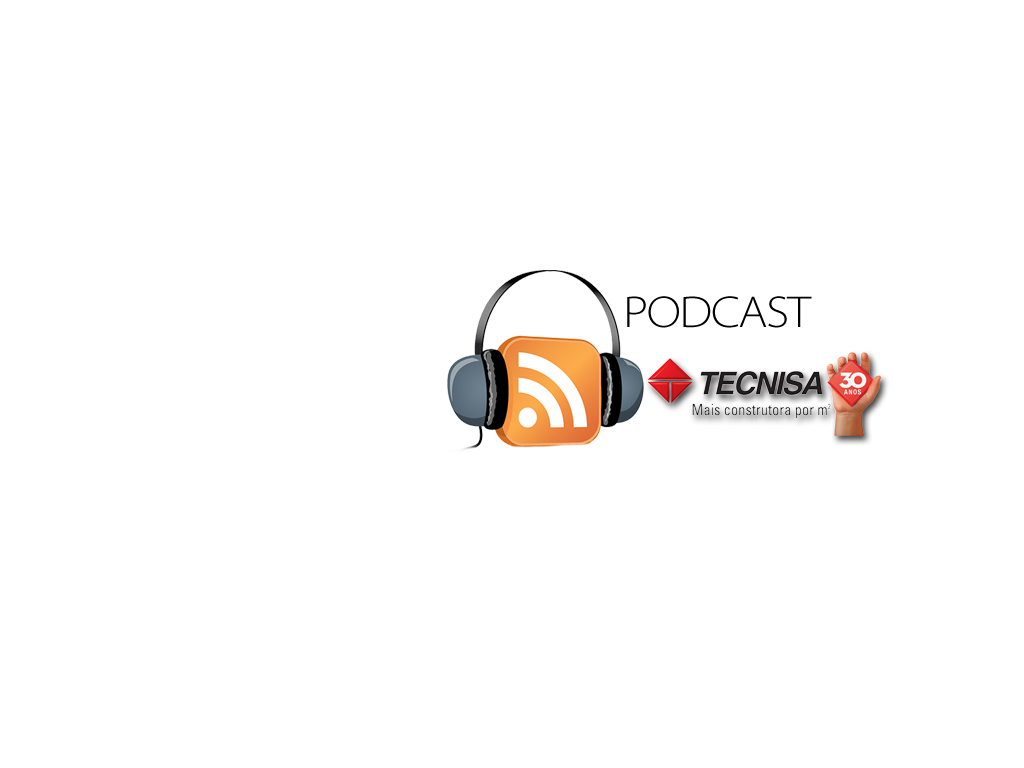 PODCAST
TECNISA
30
ANOS
Mais construtora por m²